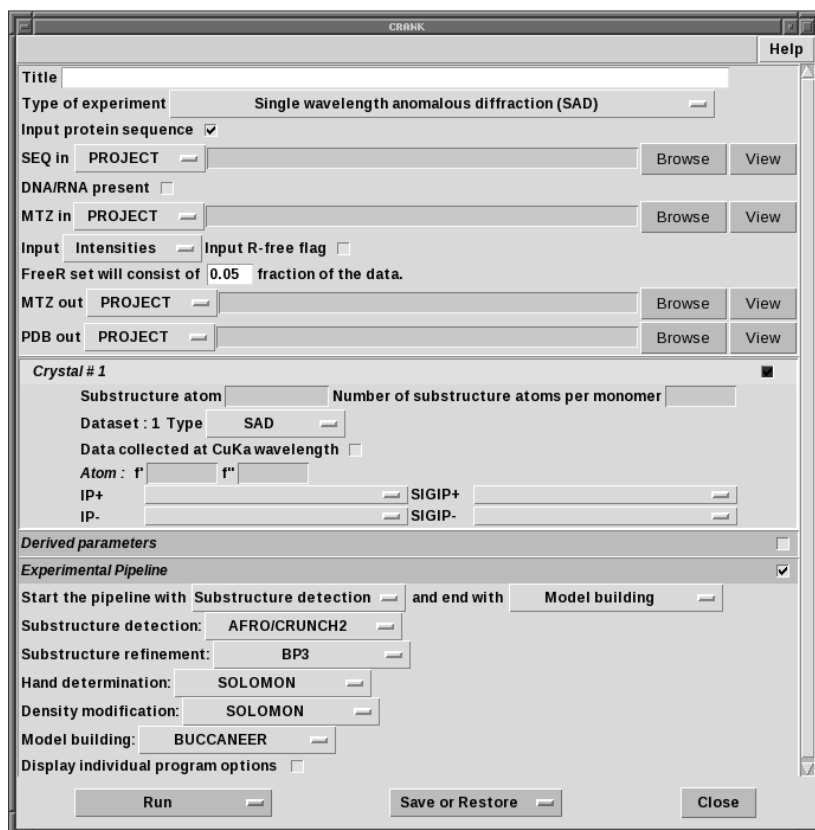 CRANK
Help
Title
Type of experiment Single wavelength anomalous diffraction (SAD)
Input protein sequence
SEQ in PROJECT Browse View
DNA/RNA present
MTZ in PROJECT Browse View
Input Intensities Input R-free flag
FreeR set will consist of 0.05 fraction of the data.
MTZ out PROJECT Browse View
PDB out PROJECT Browse View
Crystal # 1
Substructure atom Number of substructure atoms per monomer
Dataset : 1 Type SAD
Data collected at CuKa wavelength
Atom : f' f''
IP+ SIGIP+
IP- SIGIP-
Derived parameters
Experimental Pipeline
Start the pipeline with Substructure detection and end with Model building
Substructure detection: AFRO/CRUNCH2
Substructure refinement: BP3
Hand determination: SOLOMON
Density modification: SOLOMON
Model building: BUCCANEER
Display individual program options
Run Save or Restore Close